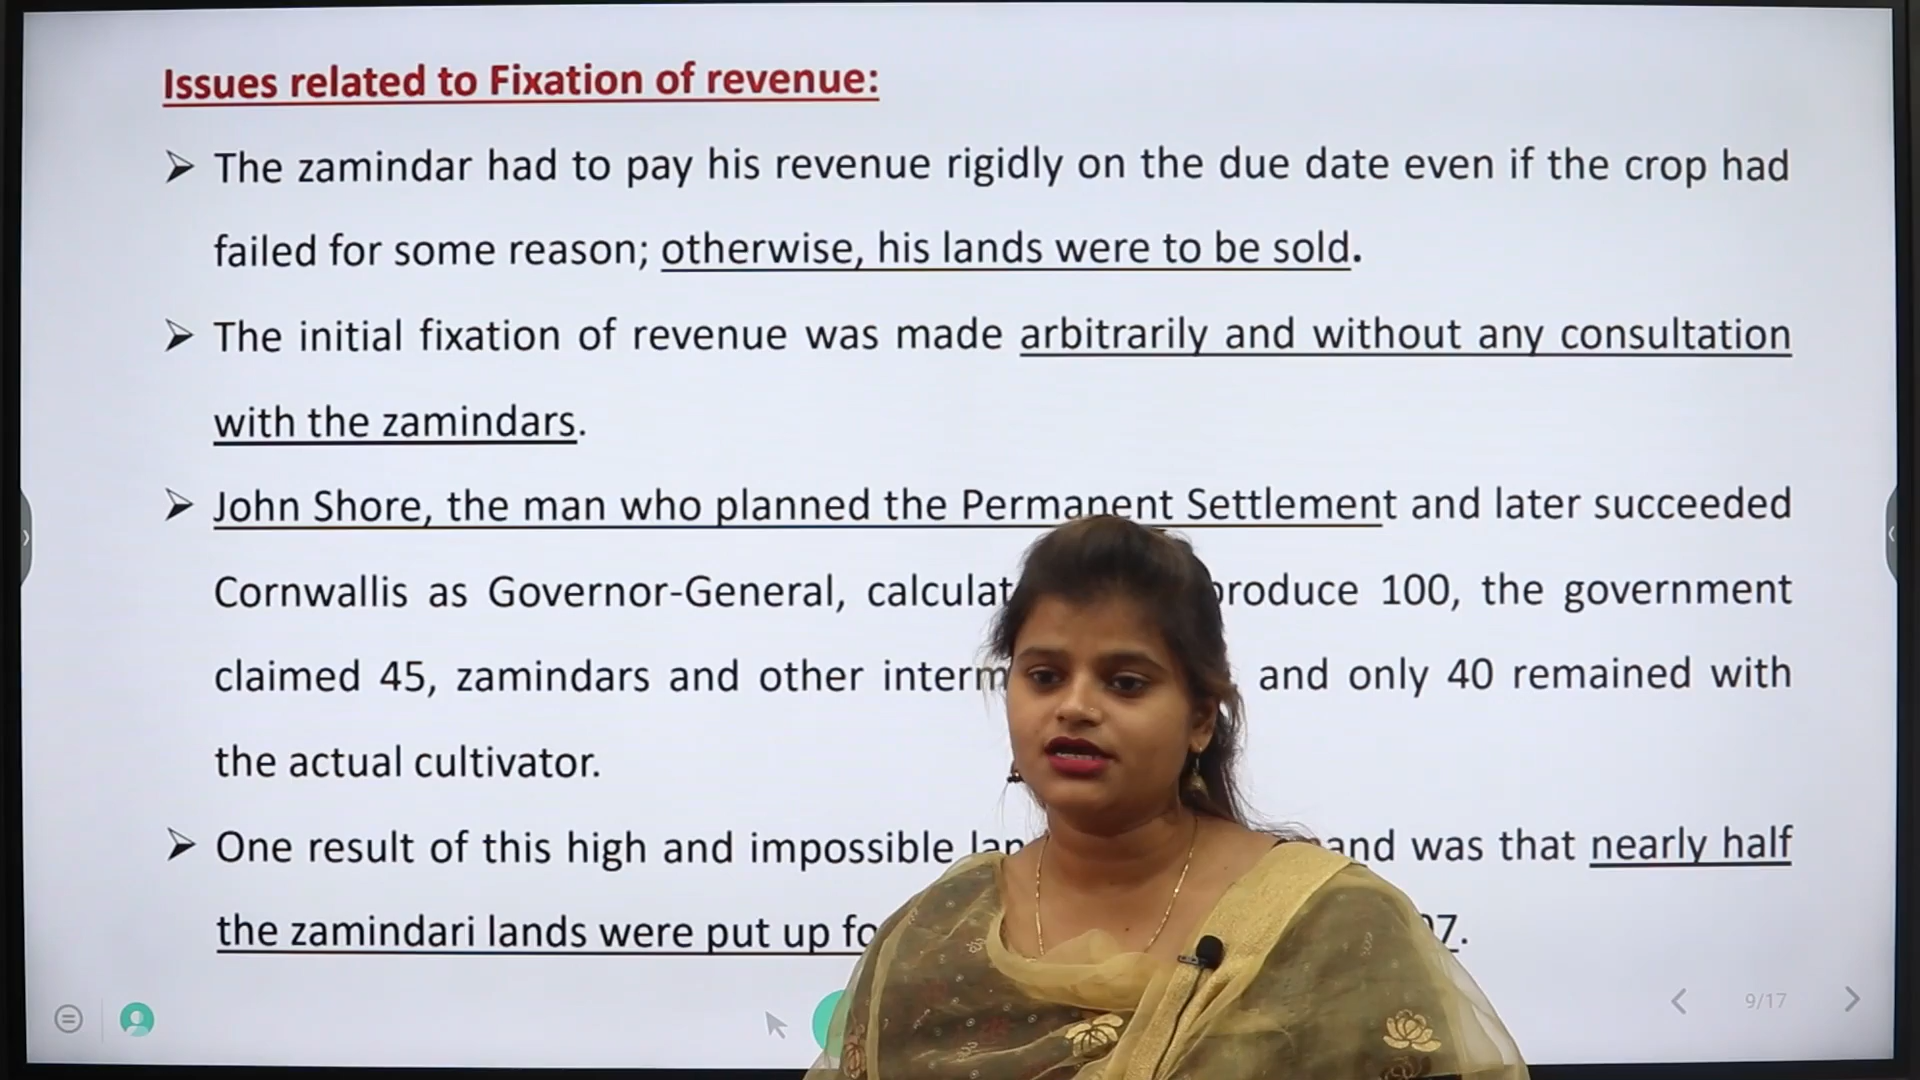 Issues related to Fixation of revenue:
➢ The zamindar had to pay his revenue rigidly on the due date even if the crop had
failed for some reason; otherwise, his lands were to be sold.
➢ The initial fixation of revenue was made arbitrarily and without any consultation
with the zamindars.
➢ John Shore, the man who planned the Permanent Settlement and later succeeded
Cornwallis as Governor-General, produce 100, the government
claimed 45, zamindars and other and only 40 remained with
the actual cultivator.
➢ One result of this high and impossible was that nearly half
the zamindari lands were put up
9/17